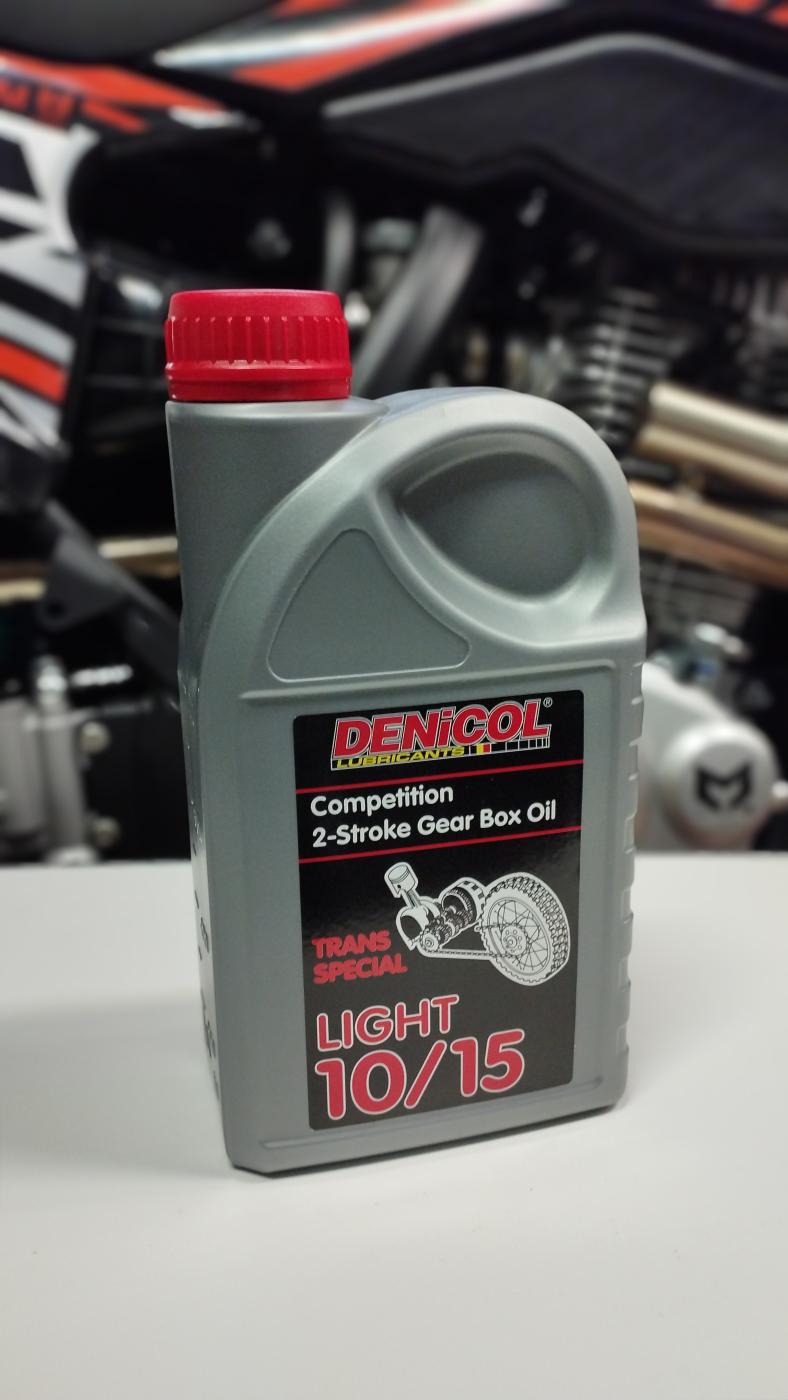 DENiCOL®
LUBRICANTS
Competition
2-Stroke Gear Box Oil
TRANS
SPECIAL
LIGHT
10/15